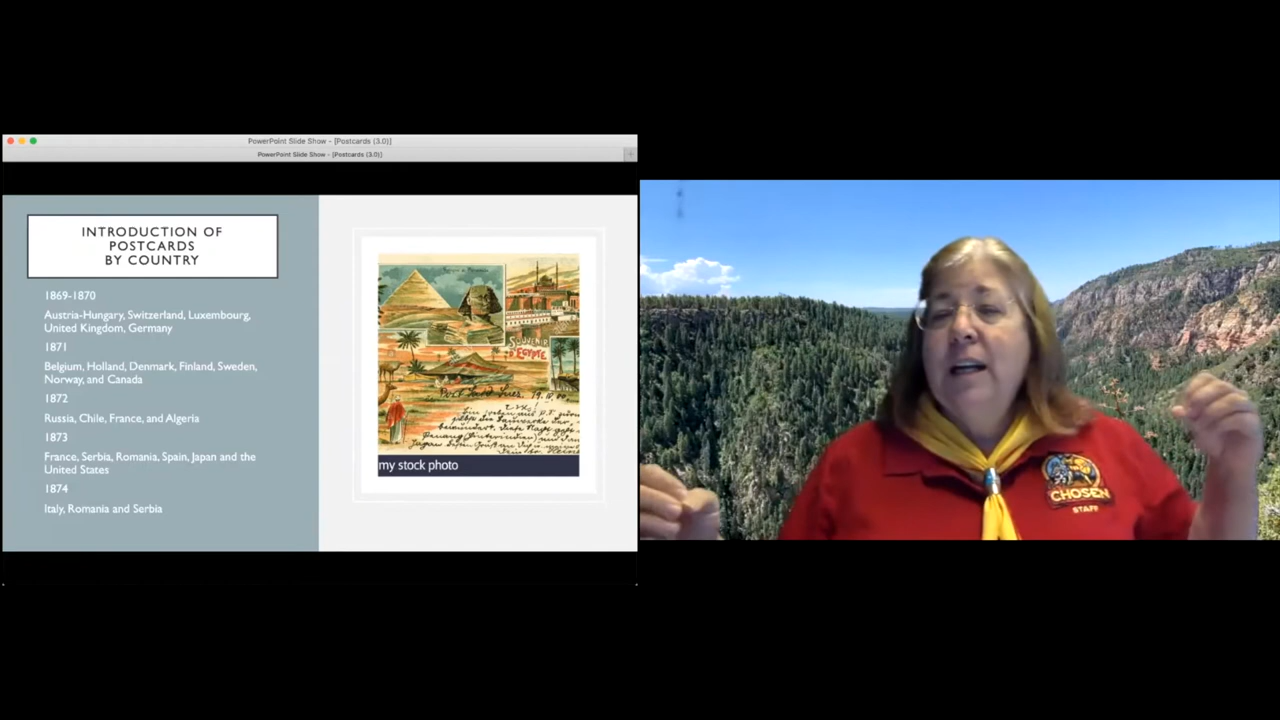 PowerPoint Slide Show - [Postcards (3.0)]
PowerPoint Slide Show - [Postcards (3.0)]
INTRODUCTION OF
POSTCARDS
BY COUNTRY
1869-1870
Austria-Hungary, Switzerland, Luxembourg,
United Kingdom, Germany
1871
Belgium, Holland, Denmark, Finland, Sweden,
Norway, and Canada
1872
Russia, Chile, France, and Algeria
1873
France, Serbia, Romania, Spain, Japan and the
United States
1874
Italy, Romania and Serbia
SOUVENIR
D'EGYPTE
my stock photo
CHOSEN
STAFF